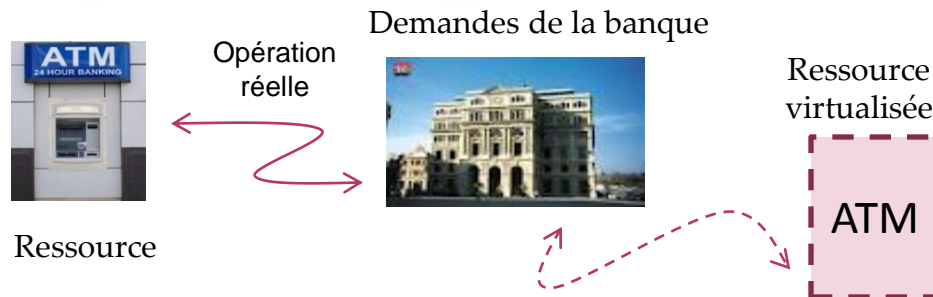 Demandes de la banque
ATM
24 HOUR BANKING
Opération
réelle
Ressource
virtualisée
ATM
Ressource